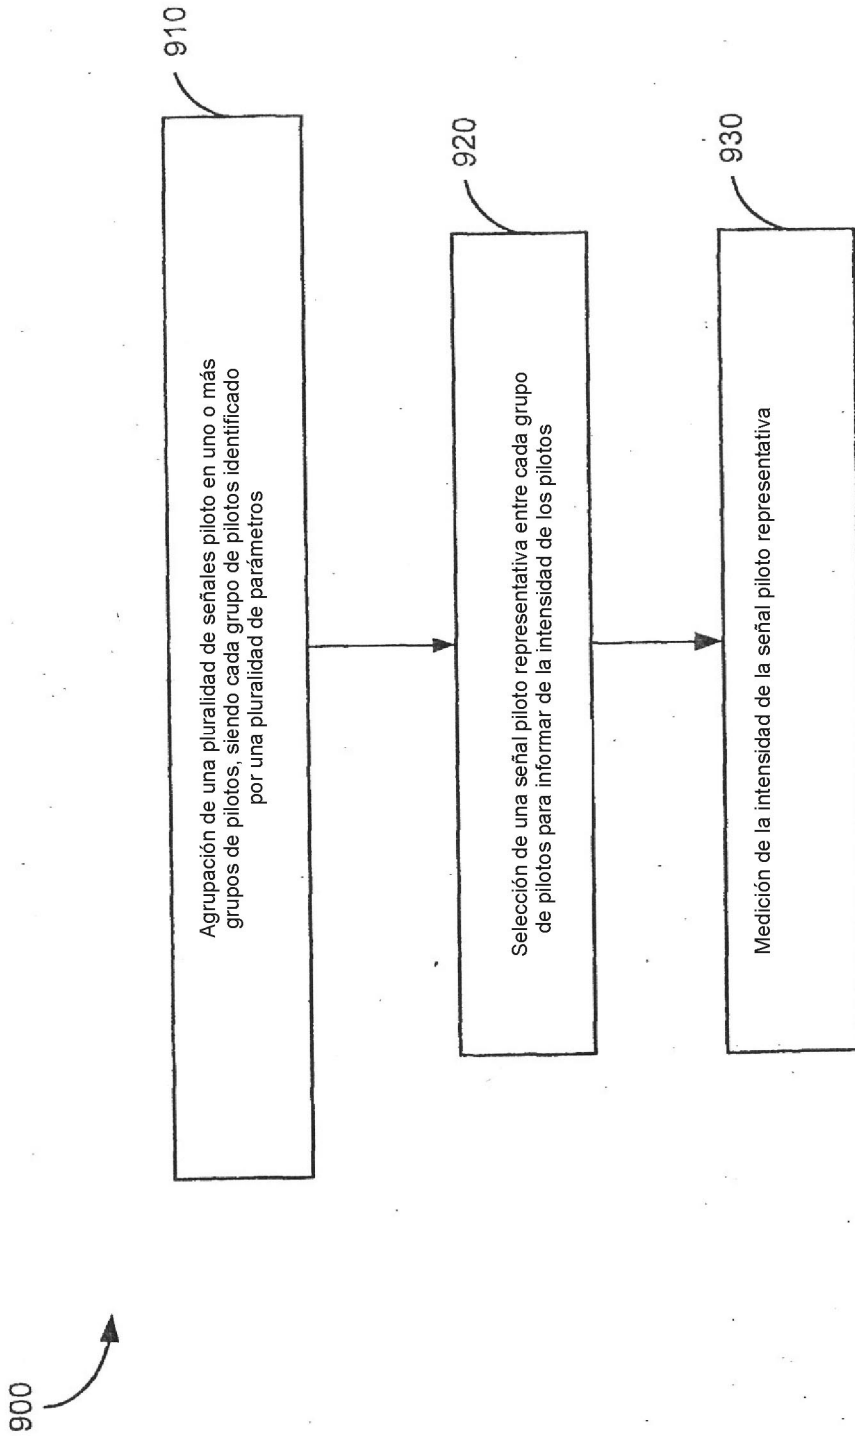 900
910
Agrupación de una pluralidad de señales piloto en uno o más
grupos de pilotos, siendo cada grupo de pilotos identificado
por una pluralidad de parámetros
920
Selección de una señal piloto representativa entre cada grupo
de pilotos para informar de la intensidad de los pilotos
930
Medición de la intensidad de la señal piloto representativa